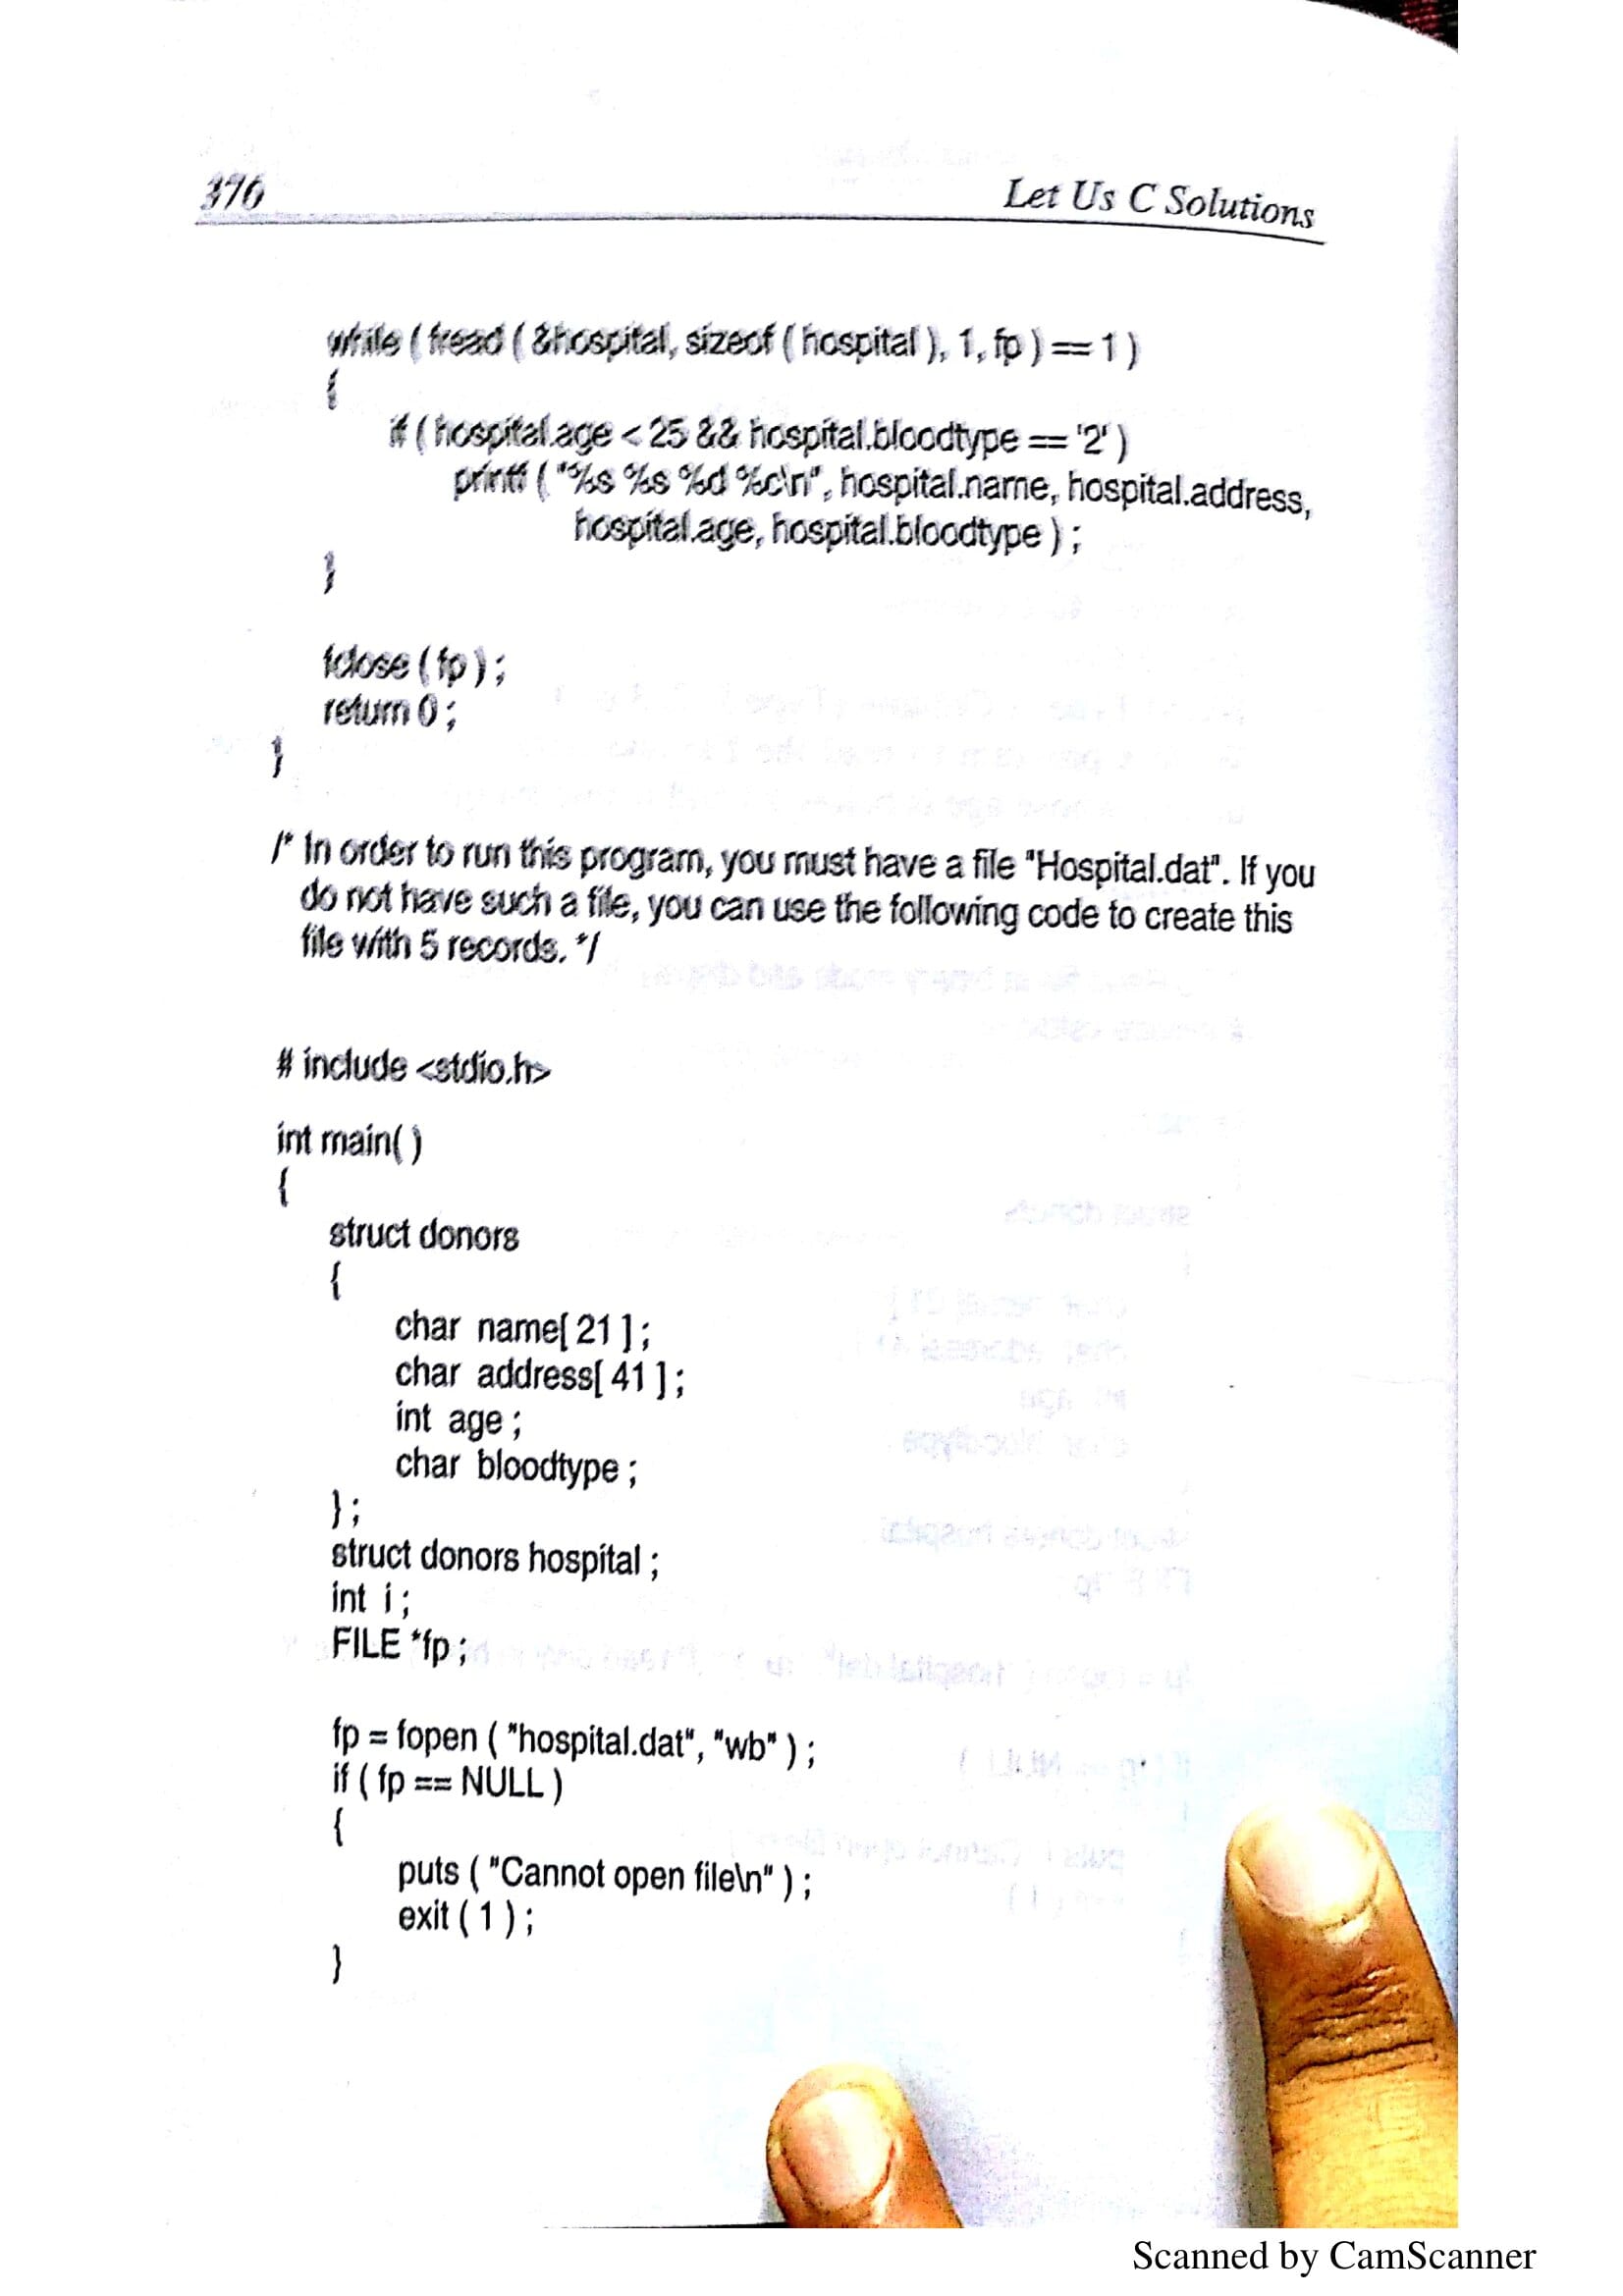 370
Let Us C Solutions
while ( fread ( &hospital, sizeof ( hospital ), 1, fp ) == 1 )
{
if ( hospital.age < 25 && hospital.bloodtype == '2' )
printf ( "%s %s %d %c\n", hospital.name, hospital.address,
hospital.age, hospital.bloodtype ) ;
}
fclose ( fp ) ;
return 0 ;
}
/* In order to run this program, you must have a file "Hospital.dat". If you
do not have such a file, you can use the following code to create this
file with 5 records. */
# include <stdio.h>
int main( )
{
struct donors
{
char name[ 21 ] ;
char address[ 41 ] ;
int age ;
char bloodtype ;
} ;
struct donors hospital ;
int i ;
FILE *fp ;
fp = fopen ( "hospital.dat", "wb" ) ;
if ( fp == NULL )
{
puts ( "Cannot open file\n" ) ;
exit ( 1 ) ;
}
Scanned by CamScanner